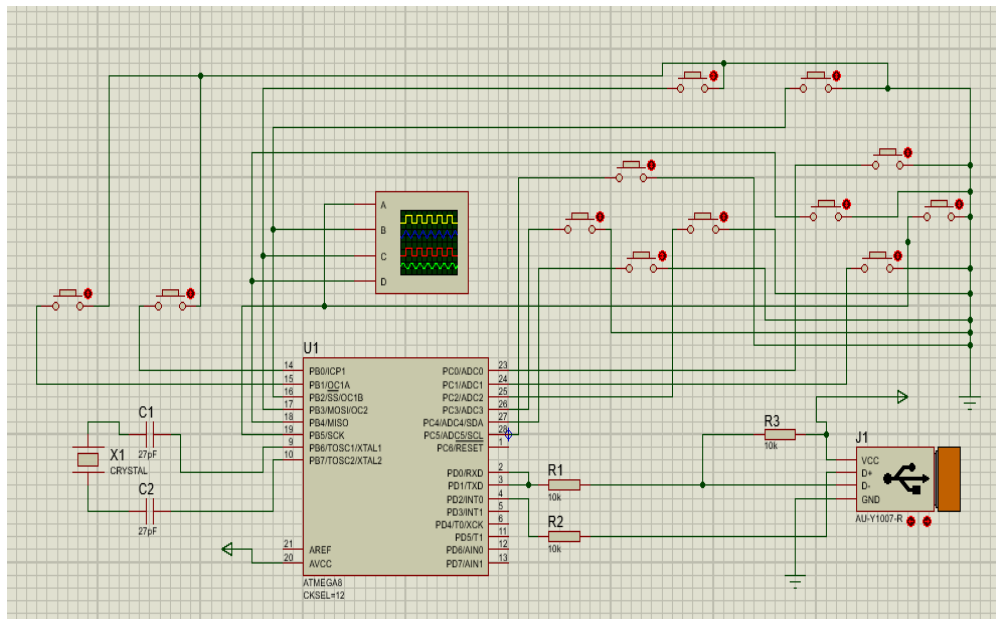 A
B
C
D
U1
14 PB0/ICP1
15 PB1/OC1A
16 PB2/SS/OC1B
17 PB3/MOSI/OC2
18 PB4/MISO
19 PB5/SCK
9 PB6/TOSC1/XTAL1
10 PB7/TOSC2/XTAL2
21 AREF
20 AVCC
PC0/ADC0 23
PC1/ADC1 24
PC2/ADC2 25
PC3/ADC3 26
PC4/ADC4/SDA 27
PC5/ADC5/SCL 28
PC6/RESET 1
PD0/RXD 2
PD1/TXD 3
PD2/INT0 4
PD3/INT1 5
PD4/T0/XCK 6
PD5/T1 11
PD6/AIN0 12
PD7/AIN1 13
ATMEGA8
CKSEL=12
C1
27pF
X1
CRYSTAL
C2
27pF
R1
10k
R2
10k
R3
10k
J1
VCC
D+
D-
GND
AU-Y1007-R